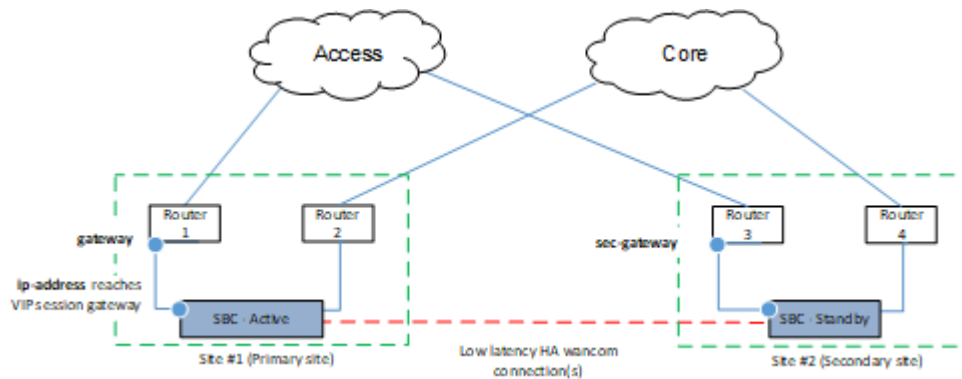 Access
Core
Router
1
Router
2
Router
3
Router
4
gateway
sec-gateway
ip-address reaches
VIP session gateway
SBC - Active
SBC - Standby
Site #1 (Primary site)
Low latency HA wancom
connection(s)
Site #2 (Secondary site)